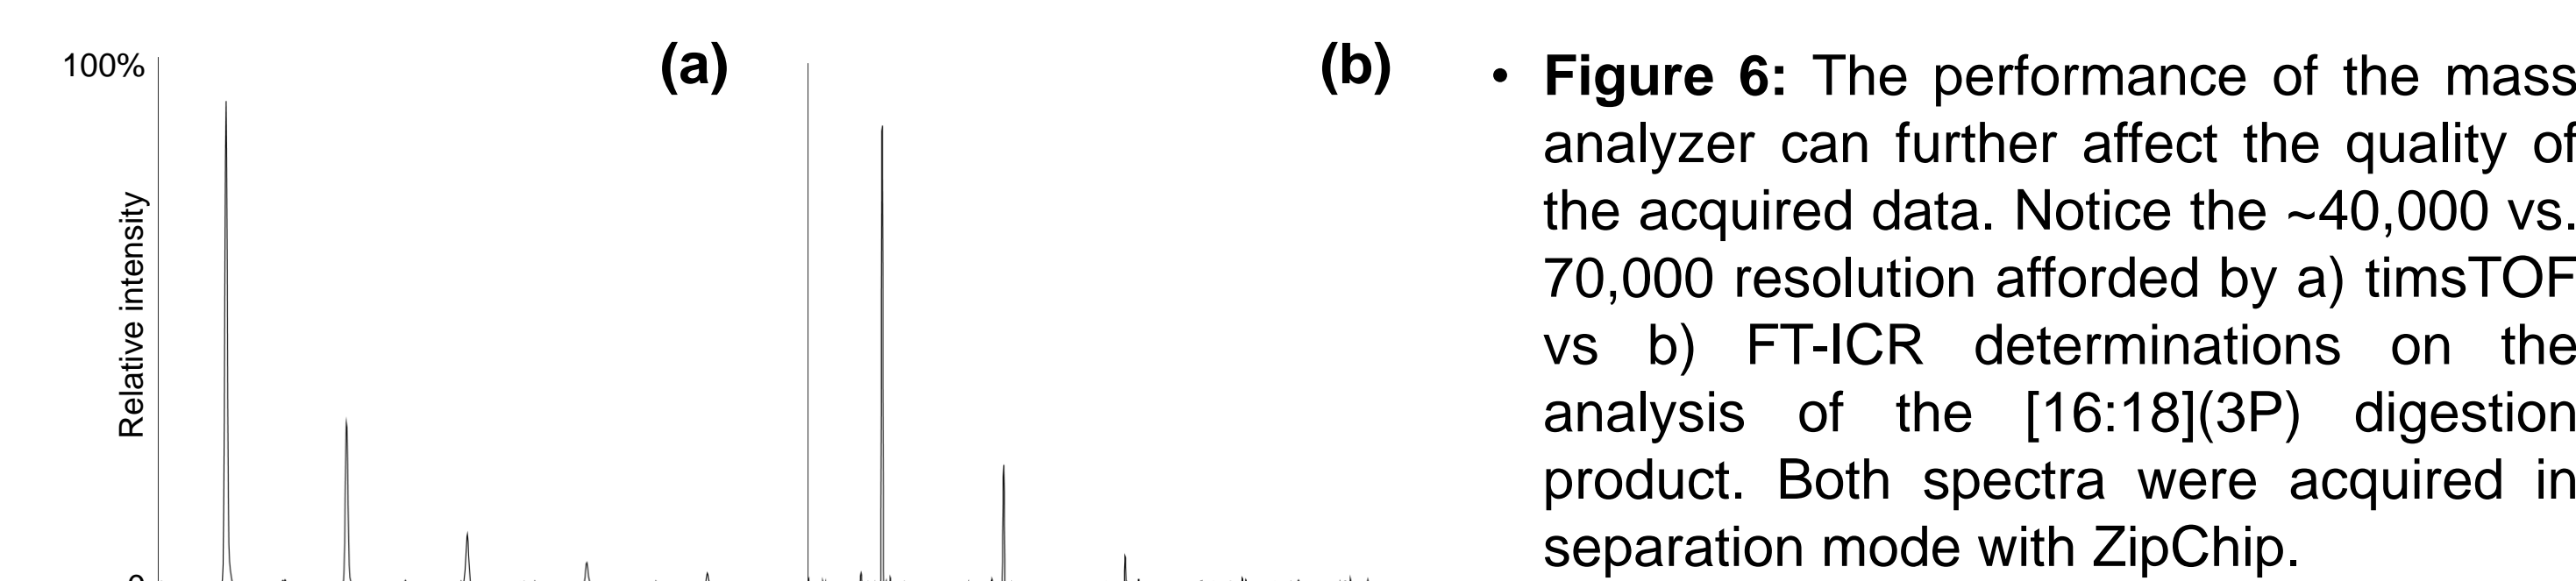 100%
(a)
(b)
Relative intensity
0
• Figure 6: The performance of the mass
analyzer can further affect the quality of
the acquired data. Notice the ~40,000 vs.
70,000 resolution afforded by a) timsTOF
vs b) FT-ICR determinations on the
analysis of the [16:18](3P) digestion
product. Both spectra were acquired in
separation mode with ZipChip.